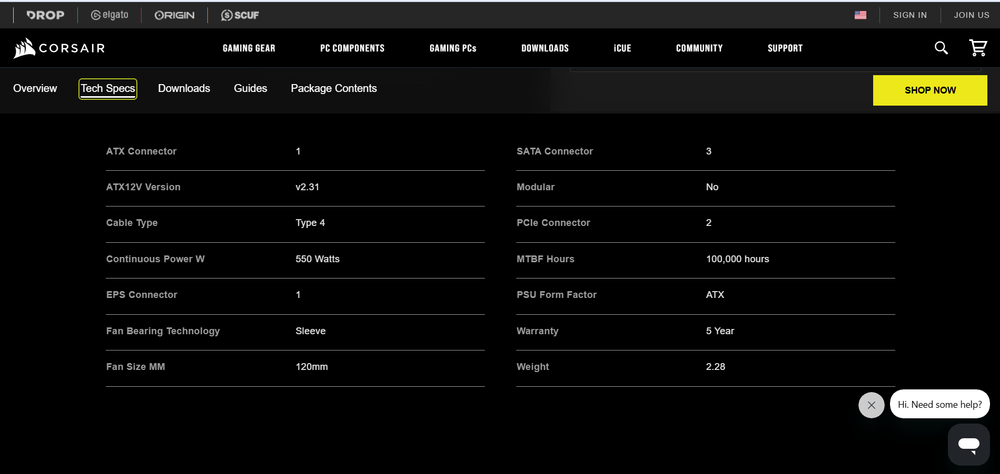 DROP elgato ORIGIN SCUF SIGN IN JOIN US
CORSAIR GAMING GEAR PC COMPONENTS GAMING PCs DOWNLOADS iCUE COMMUNITY SUPPORT
Overview Tech Specs Downloads Guides Package Contents SHOP NOW
ATX Connector 1 SATA Connector 3
ATX12V Version v2.31 Modular No
Cable Type Type 4 PCIe Connector 2
Continuous Power W 550 Watts MTBF Hours 100,000 hours
EPS Connector 1 PSU Form Factor ATX
Fan Bearing Technology Sleeve Warranty 5 Year
Fan Size MM 120mm Weight 2.28
Hi. Need some help?